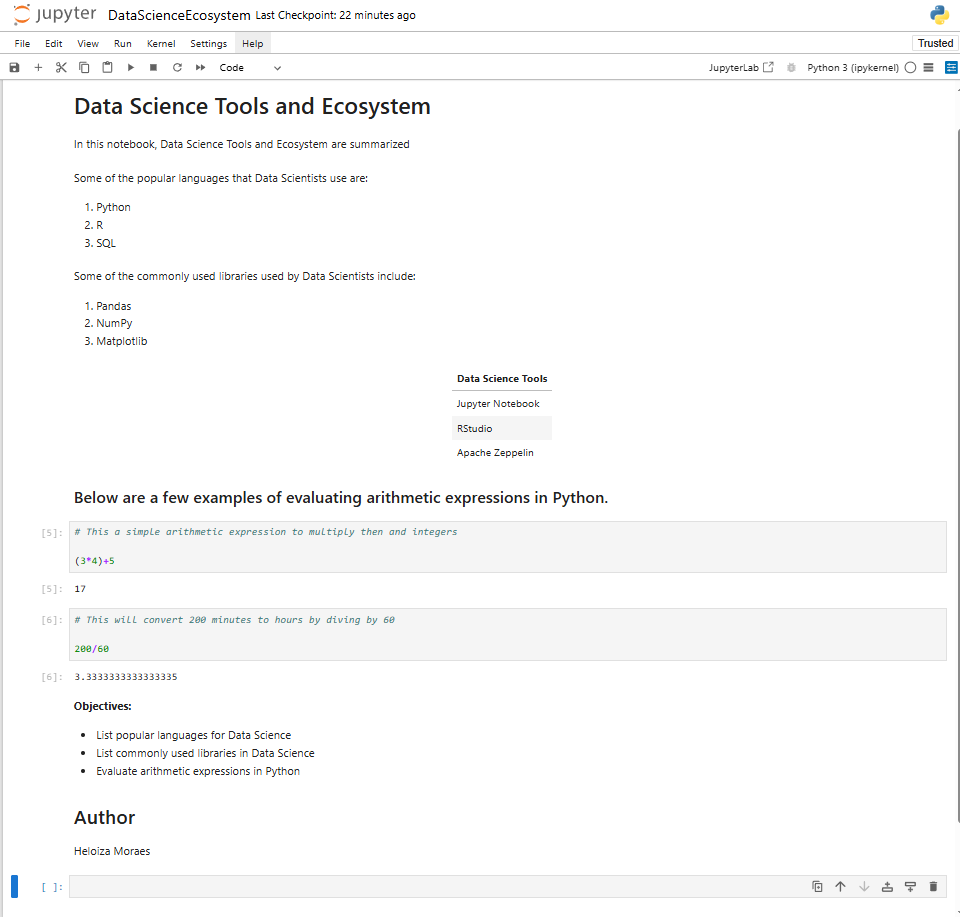 jupyter DataScienceEcosystem Last Checkpoint: 22 minutes ago
File Edit View Run Kernel Settings Help Trusted
Code JupyterLab Python 3 (ipykernel)
Data Science Tools and Ecosystem
In this notebook, Data Science Tools and Ecosystem are summarized
Some of the popular languages that Data Scientists use are:
1. Python
2. R
3. SQL
Some of the commonly used libraries used by Data Scientists include:
1. Pandas
2. NumPy
3. Matplotlib
Data Science Tools
Jupyter Notebook
RStudio
Apache Zeppelin
Below are a few examples of evaluating arithmetic expressions in Python.
[5]: # This a simple arithmetic expression to multiply then and integers
(3*4)+5
[5]: 17
[6]: # This will convert 200 minutes to hours by diving by 60
200/60
[6]: 3.3333333333333335
Objectives:
• List popular languages for Data Science
• List commonly used libraries in Data Science
• Evaluate arithmetic expressions in Python
Author
Heloiza Moraes
[ ]: